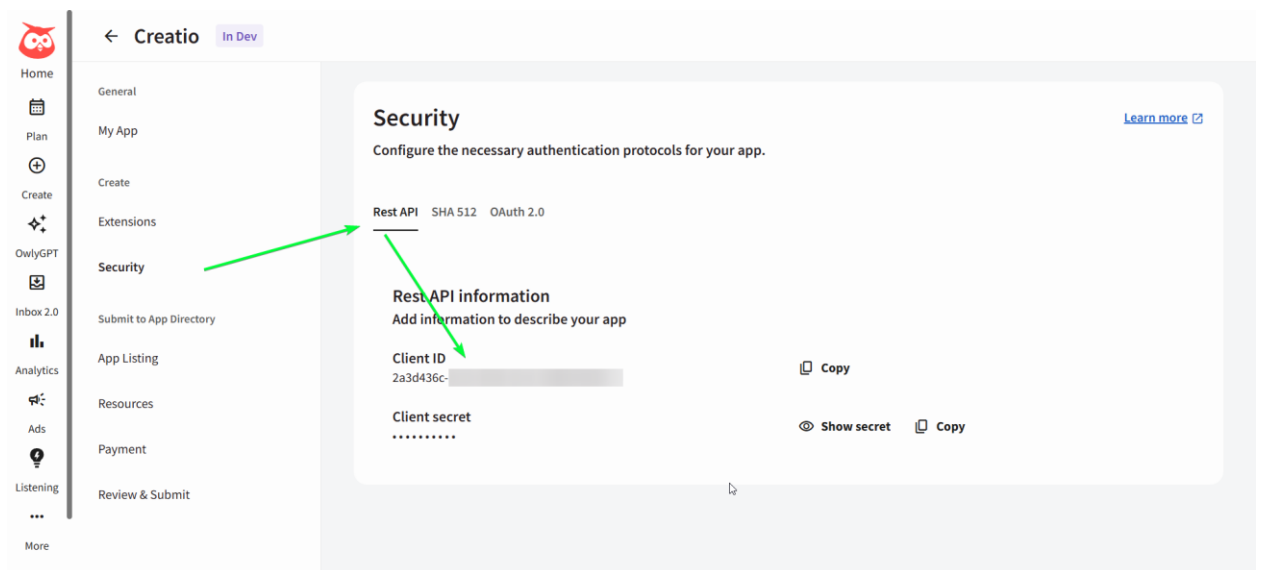 Home
Plan
Create
OwlyGPT
Inbox 2.0
Analytics
Ads
Listening
More
Creatio In Dev
General
My App
Create
Extensions
Security
Submit to App Directory
App Listing
Resources
Payment
Review & Submit
Security Learn more
Configure the necessary authentication protocols for your app.
Rest API SHA 512 OAuth 2.0
Rest API information
Add information to describe your app
Client ID
2a3d436c- Copy
Client secret
•••••••••• Show secret Copy